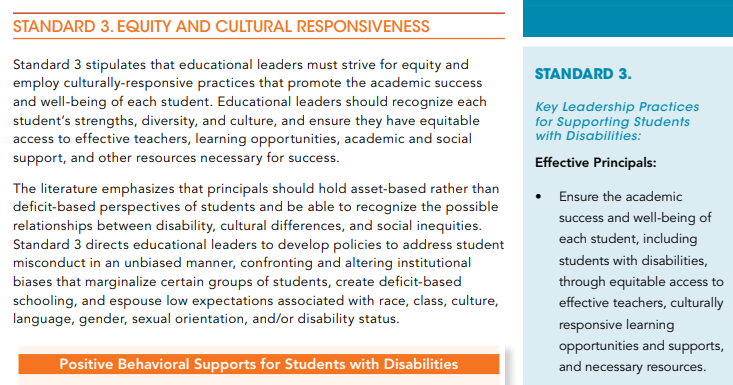 STANDARD 3. EQUITY AND CULTURAL RESPONSIVENESS
Standard 3 stipulates that educational leaders must strive for equity and
employ culturally-responsive practices that promote the academic success
and well-being of each student. Educational leaders should recognize each
student's strengths, diversity, and culture, and ensure they have equitable
access to effective teachers, learning opportunities, academic and social
support, and other resources necessary for success.
The literature emphasizes that principals should hold asset-based rather than
deficit-based perspectives of students and be able to recognize the possible
relationships between disability, cultural differences, and social inequities.
Standard 3 directs educational leaders to develop policies to address student
misconduct in an unbiased manner, confronting and altering institutional
biases that marginalize certain groups of students, create deficit-based
schooling, and espouse low expectations associated with race, class, culture,
language, gender, sexual orientation, and/or disability status.
Positive Behavioral Supports for Students with Disabilities
STANDARD 3.
Key Leadership Practices
for Supporting Students
with Disabilities:
Effective Principals:
• Ensure the academic
success and well-being of
each student, including
students with disabilities,
through equitable access to
effective teachers, culturally
responsive learning
opportunities and supports,
and necessary resources.